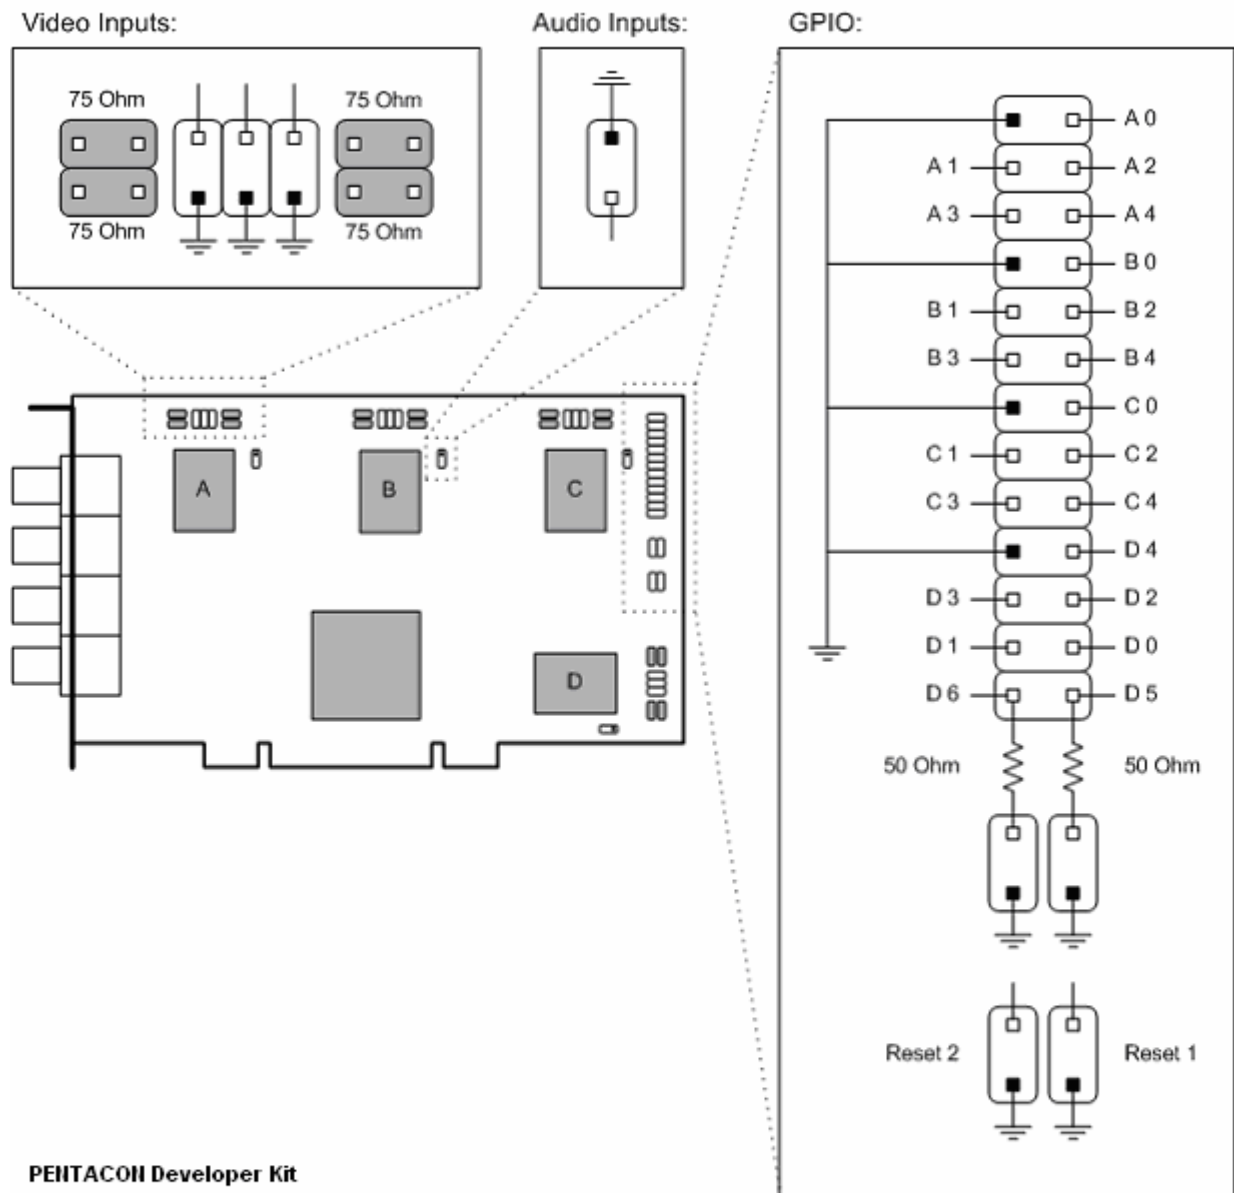 Video Inputs:
Audio Inputs:
GPIO:
75 Ohm
75 Ohm
75 Ohm
75 Ohm
A 0
A 1
A 2
A 3
A 4
B 0
B 1
B 2
B 3
B 4
C 0
C 1
C 2
C 3
C 4
D 4
D 3
D 2
D 1
D 0
D 6
D 5
50 Ohm
50 Ohm
Reset 2
Reset 1
A
B
C
D
PENTACON Developer Kit